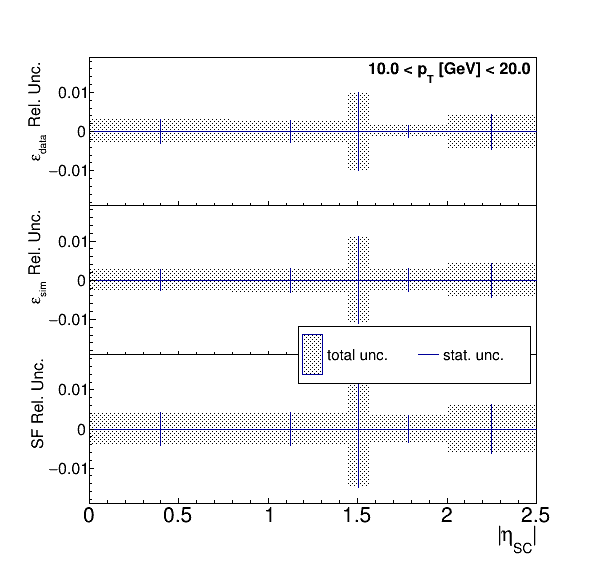 10.0 < p_T [GeV] < 20.0
ε_data Rel. Unc.
0.01
0
−0.01
ε_sim Rel. Unc.
0.01
0
−0.01
total unc. stat. unc.
SF Rel. Unc.
0.01
0
−0.01
0 0.5 1 1.5 2 2.5
|η_SC|